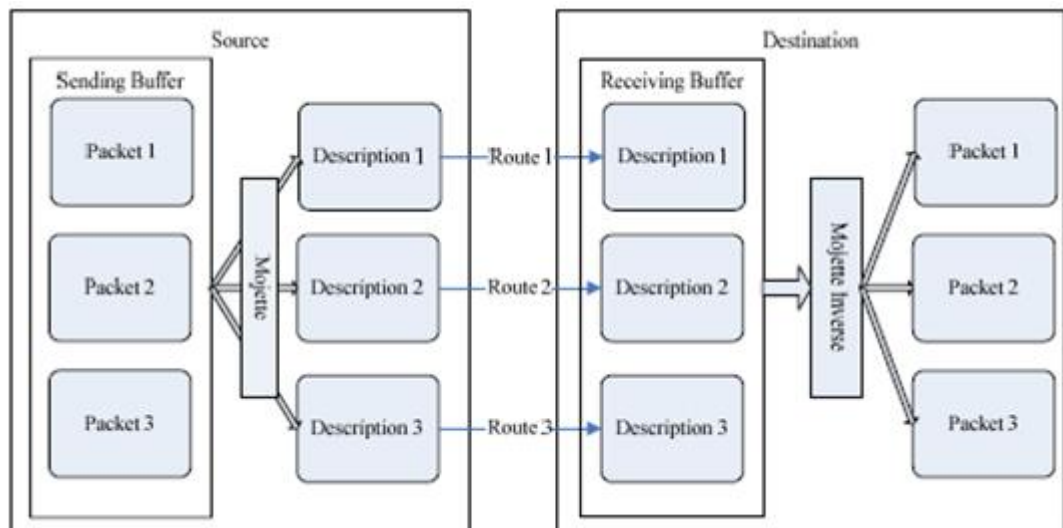 Source
Sending Buffer
Packet 1
Packet 2
Packet 3
Mojette
Description 1
Description 2
Description 3
Route 1
Route 2
Route 3
Destination
Receiving Buffer
Description 1
Description 2
Description 3
Mojette Inverse
Packet 1
Packet 2
Packet 3